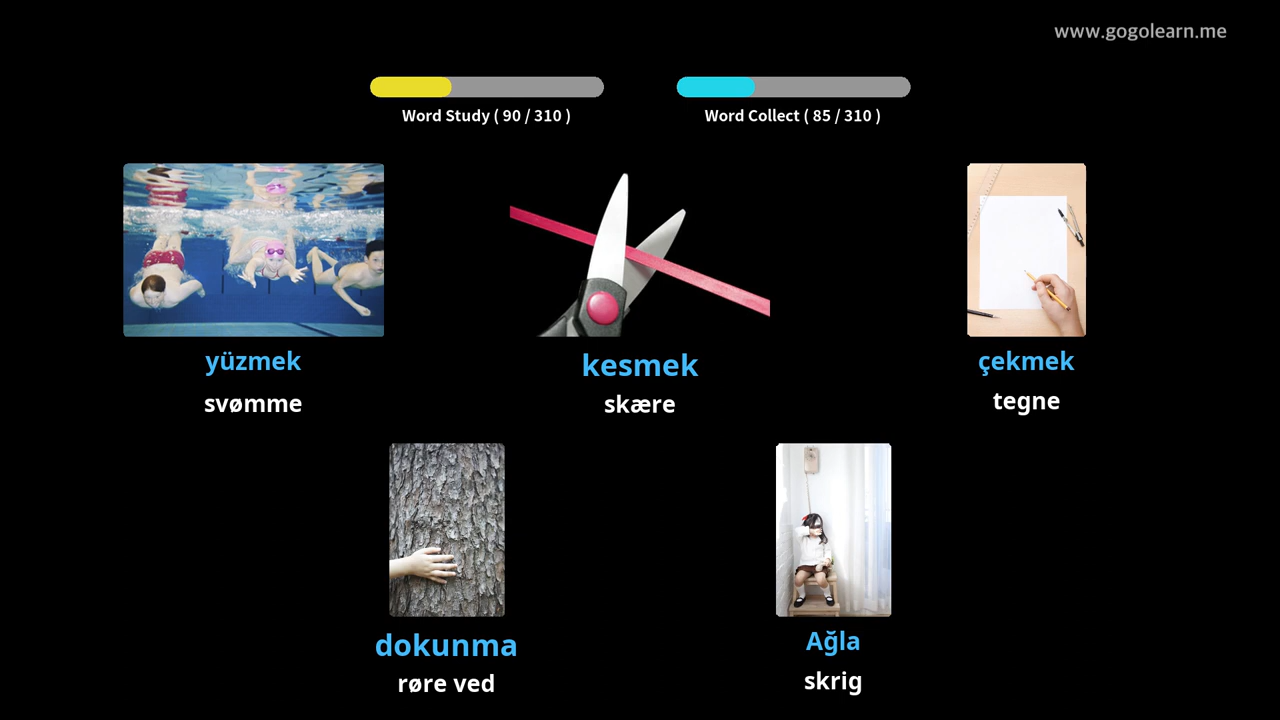 www.gogolearn.me
Word Study ( 90 / 310 )
Word Collect ( 85 / 310 )
yüzmek
svømme
kesmek
skære
çekmek
tegne
dokunma
røre ved
Ağla
skrig